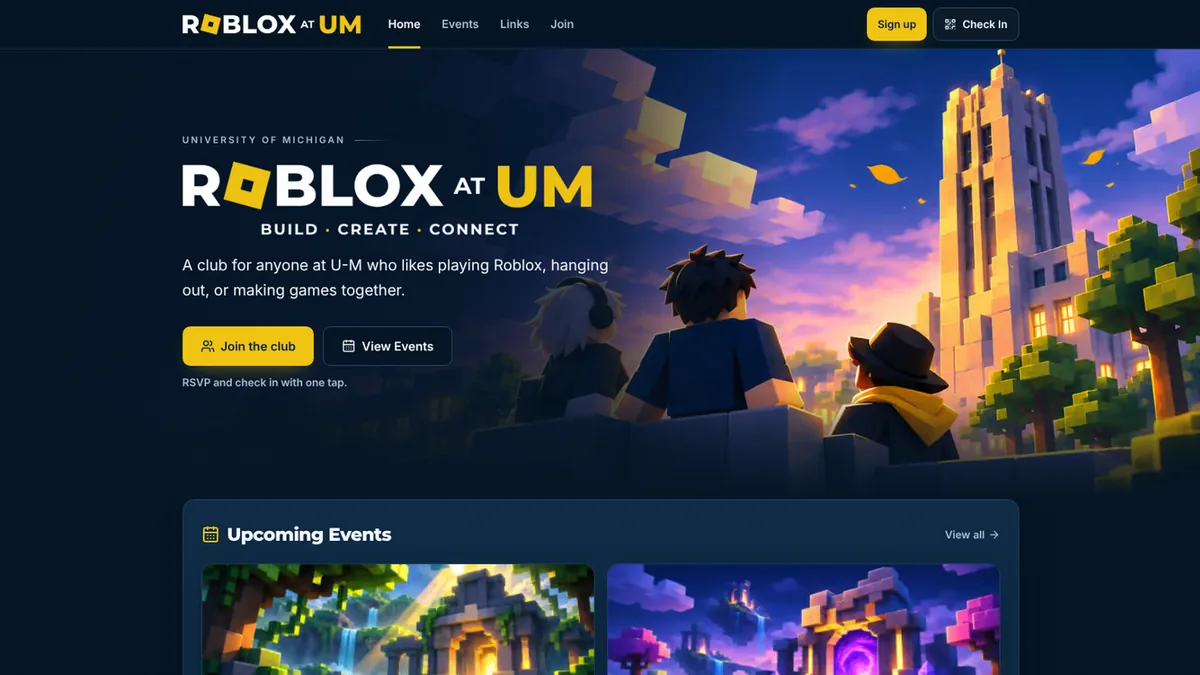 ROBLOX AT UM
Home
Events
Links
Join
Sign up
Check In
UNIVERSITY OF MICHIGAN
ROBLOX AT UM
BUILD · CREATE · CONNECT
A club for anyone at U-M who likes playing Roblox, hanging
out, or making games together.
Join the club
View Events
RSVP and check in with one tap.
Upcoming Events
View all →